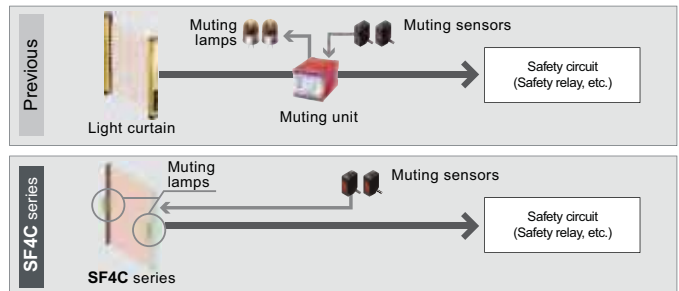 Previous
Muting
lamps
Muting sensors
Light curtain
Muting unit
Safety circuit
(Safety relay, etc.)
SF4C series
Muting
lamps
Muting sensors
SF4C series
Safety circuit
(Safety relay, etc.)